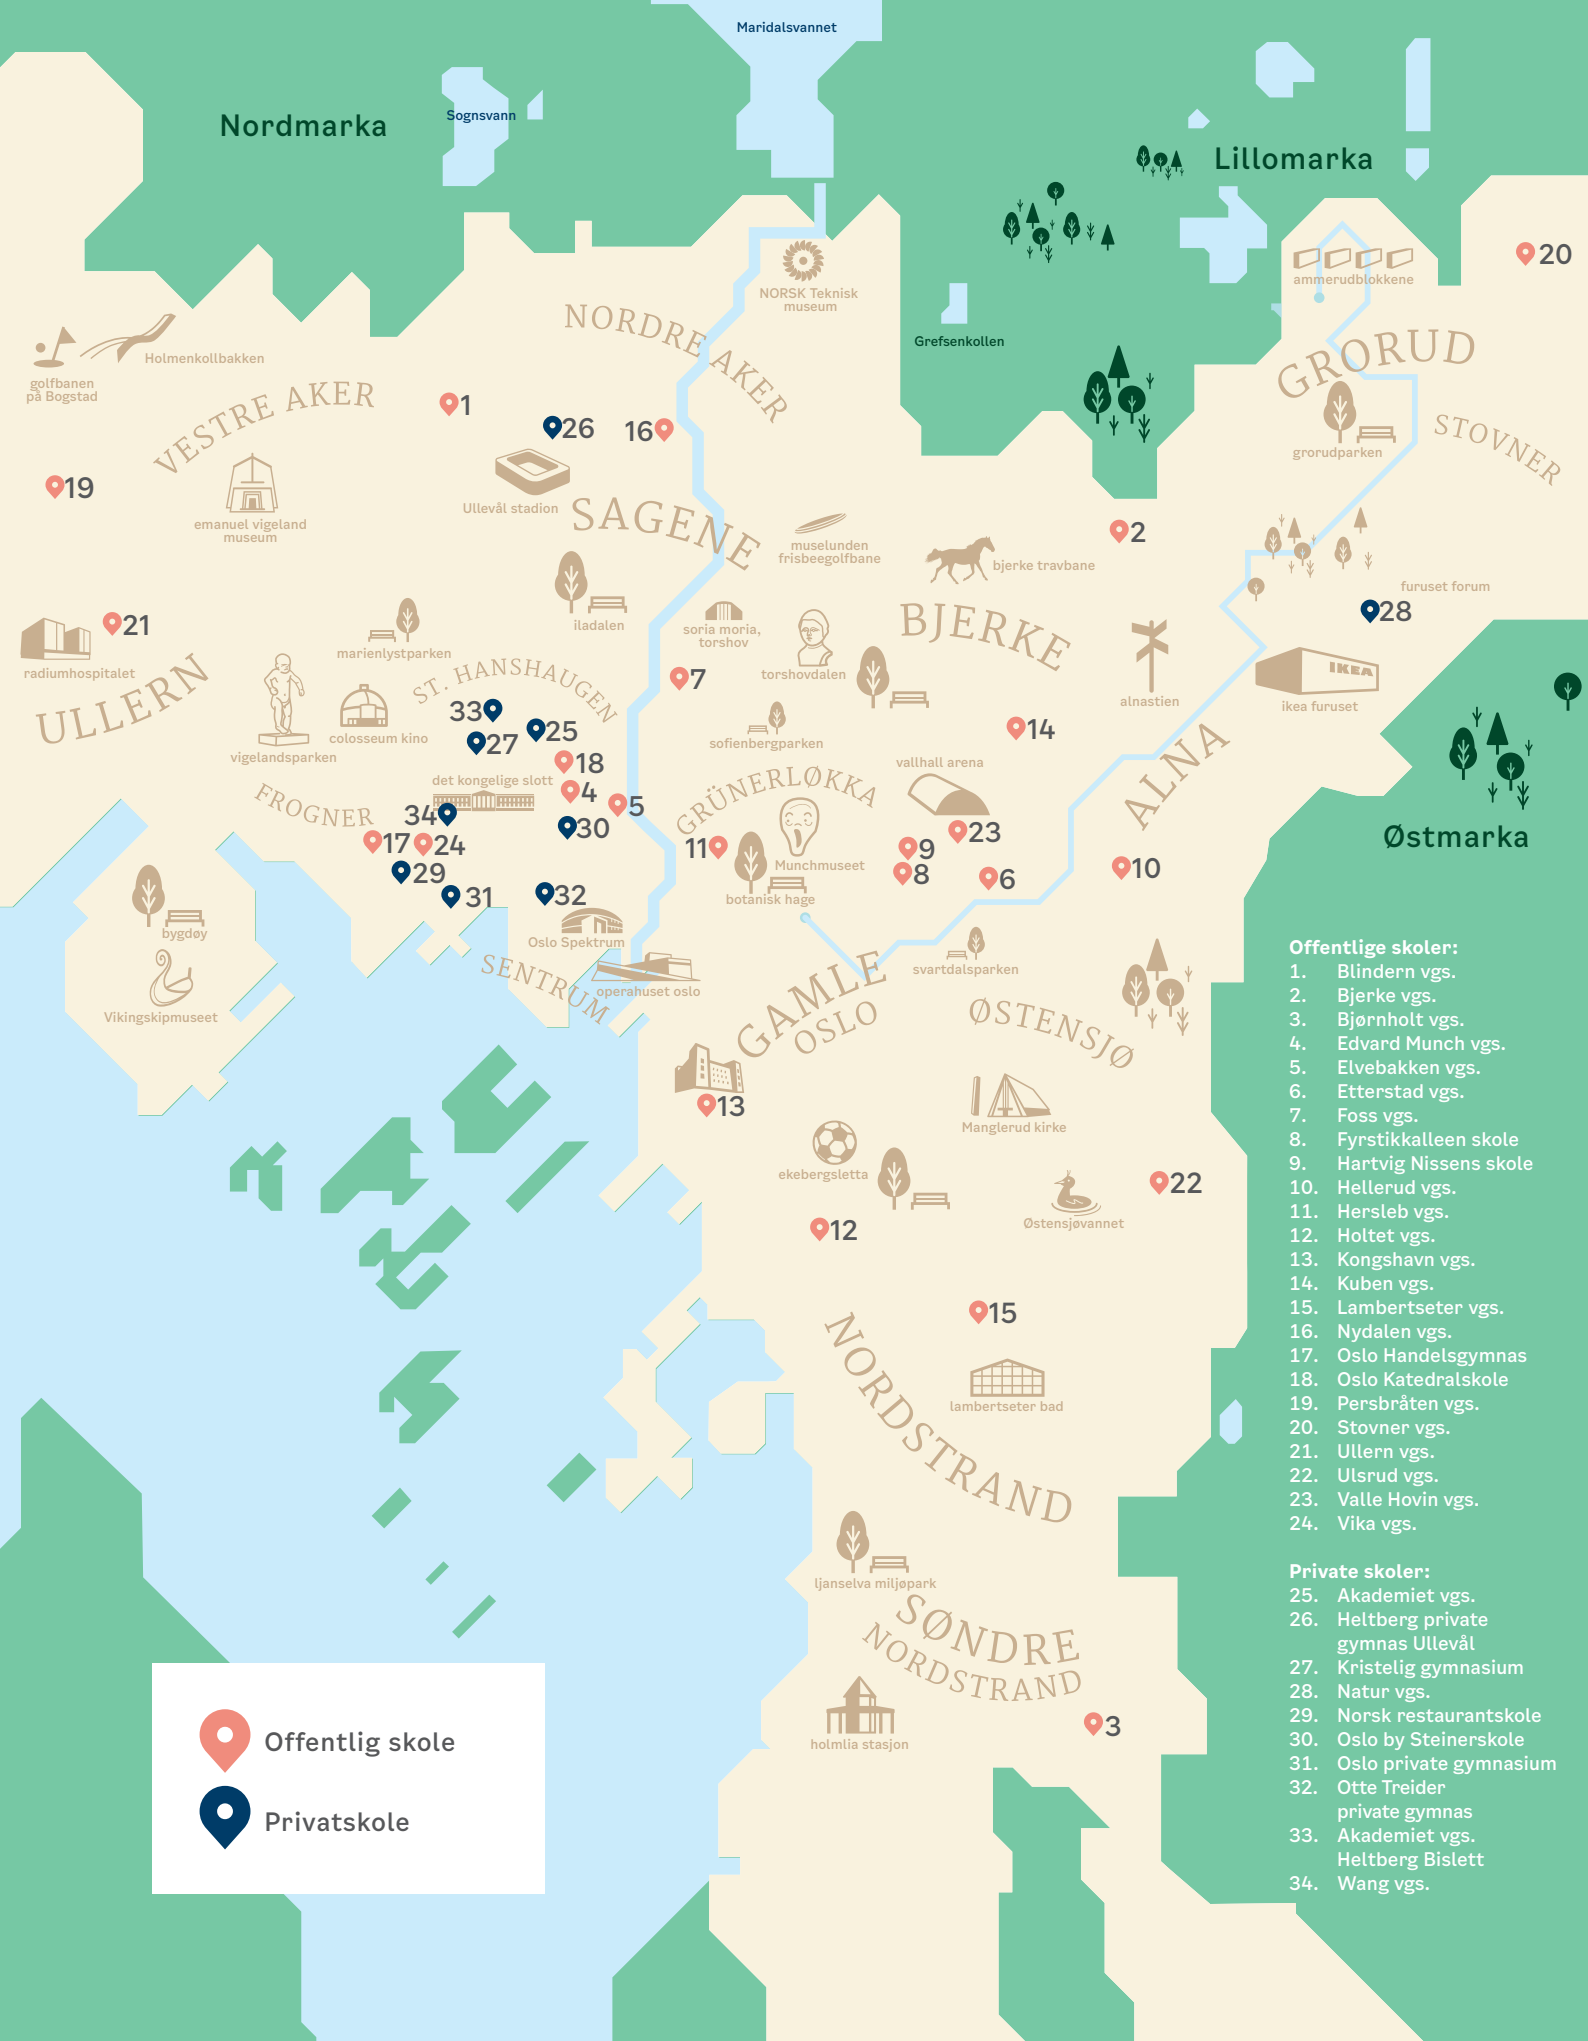 Maridalsvannet
Nordmarka
Sognsvann
Lillomarka
NORSK Teknisk
museum
ammerudblokkene
20
NORDRE AKER
Grefsenkollen
GRORUD
golfbanen
på Bogstad
Holmenkollbakken
VESTRE AKER
1
26
16
STOVNER
grorudparken
19
emanuel vigeland
museum
Ullevål stadion
SAGENE
muselunden
frisbeegolfbane
2
bjerke travbane
furuset forum
28
21
radiumhospitalet
ULLERN
marienlystparken
iladalen
soria moria,
torshov
torshovdalen
BJERKE
7
alnastien
IKEA
ikea furuset
ST. HANSHAUGEN
33
25
27
18
colosseum kino
vigelandsparken
sofienbergparken
14
ALNA
det kongelige slott
4
5
34
30
FROGNER
17
24
29
31
32
GRÜNERLØKKA
vallhall arena
23
11
9
8
6
10
Munchmuseet
botanisk hage
Østmarka
bygdøy
Vikingskipmuseet
Oslo Spektrum
SENTRUM
operahuset oslo
GAMLE
OSLO
svartdalsparken
ØSTENSJØ
13
Manglerud kirke
ekebergsletta
22
Østensjøvannet
12
15
NORDSTRAND
lambertseter bad
ljanselva miljøpark
SØNDRE
NORDSTRAND
holmlia stasjon
3
Offentlige skoler:
1. Blindern vgs.
2. Bjerke vgs.
3. Bjørnholt vgs.
4. Edvard Munch vgs.
5. Elvebakken vgs.
6. Etterstad vgs.
7. Foss vgs.
8. Fyrstikkalleen skole
9. Hartvig Nissens skole
10. Hellerud vgs.
11. Hersleb vgs.
12. Holtet vgs.
13. Kongshavn vgs.
14. Kuben vgs.
15. Lambertseter vgs.
16. Nydalen vgs.
17. Oslo Handelsgymnas
18. Oslo Katedralskole
19. Persbråten vgs.
20. Stovner vgs.
21. Ullern vgs.
22. Ulsrud vgs.
23. Valle Hovin vgs.
24. Vika vgs.
Private skoler:
25. Akademiet vgs.
26. Heltberg private
gymnas Ullevål
27. Kristelig gymnasium
28. Natur vgs.
29. Norsk restaurantskole
30. Oslo by Steinerskole
31. Oslo private gymnasium
32. Otte Treider
private gymnas
33. Akademiet vgs.
Heltberg Bislett
34. Wang vgs.
Offentlig skole
Privatskole